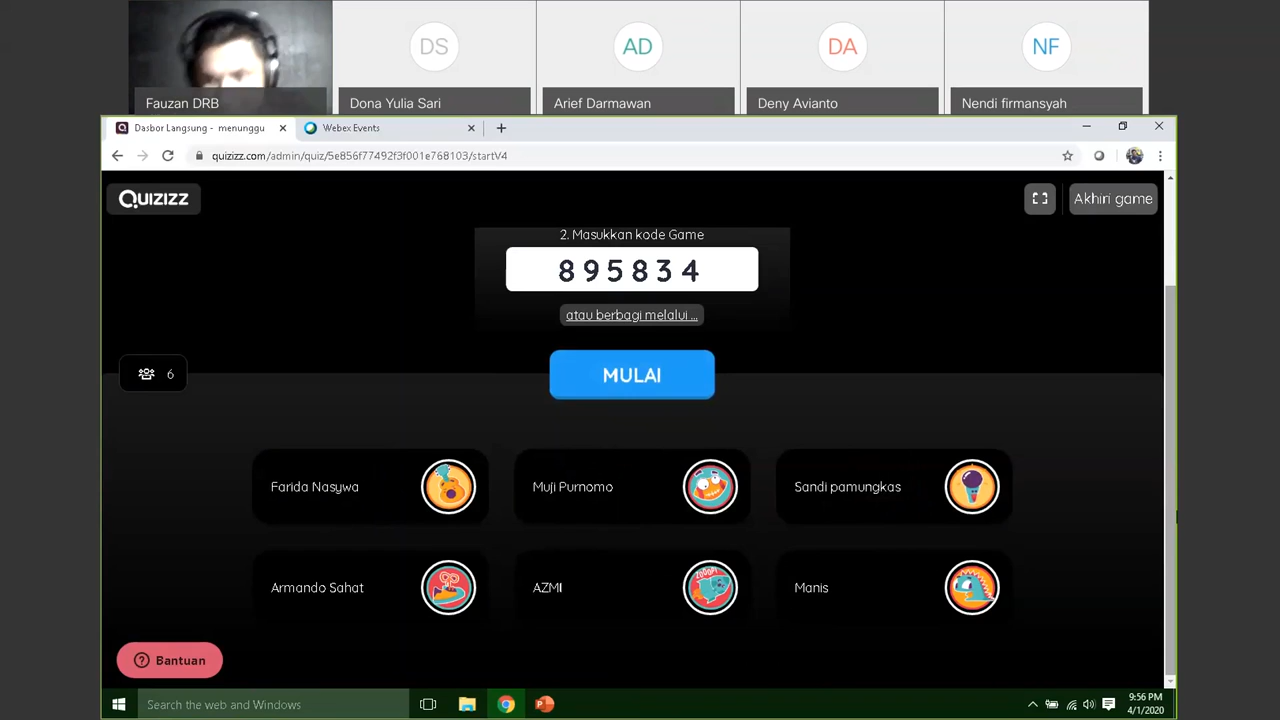 DS
AD
DA
NF
Fauzan DRB
Dona Yulia Sari
Arief Darmawan
Deny Avianto
Nendi firmansyah
Dasbor Langsung - menunggu
Webex Events
quizizz.com/admin/quiz/5e856f77492f3f001e768103/startV4
QUIZIZZ
Akhiri game
2. Masukkan kode Game
895834
atau berbagi melalui ...
6
MULAI
Farida Nasywa
Muji Purnomo
Sandi pamungkas
Armando Sahat
AZMI
Manis
Bantuan
Search the web and Windows
9:56 PM
4/1/2020